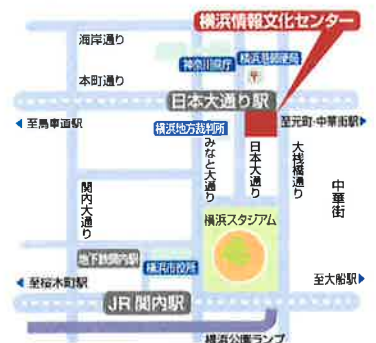 横浜情報文化センター
海岸通り
神奈川県庁
横浜港郵便局
本町通り
日本大通り駅
至馬車道駅
至元町・中華街駅
横浜地方裁判所
みなと大通り
日本大通り
大桟橋通り
中華街
関内大通り
横浜スタジアム
地下鉄関内駅
横浜市役所
至桜木町駅
至大船駅
JR 関内駅
横浜公園ランプ